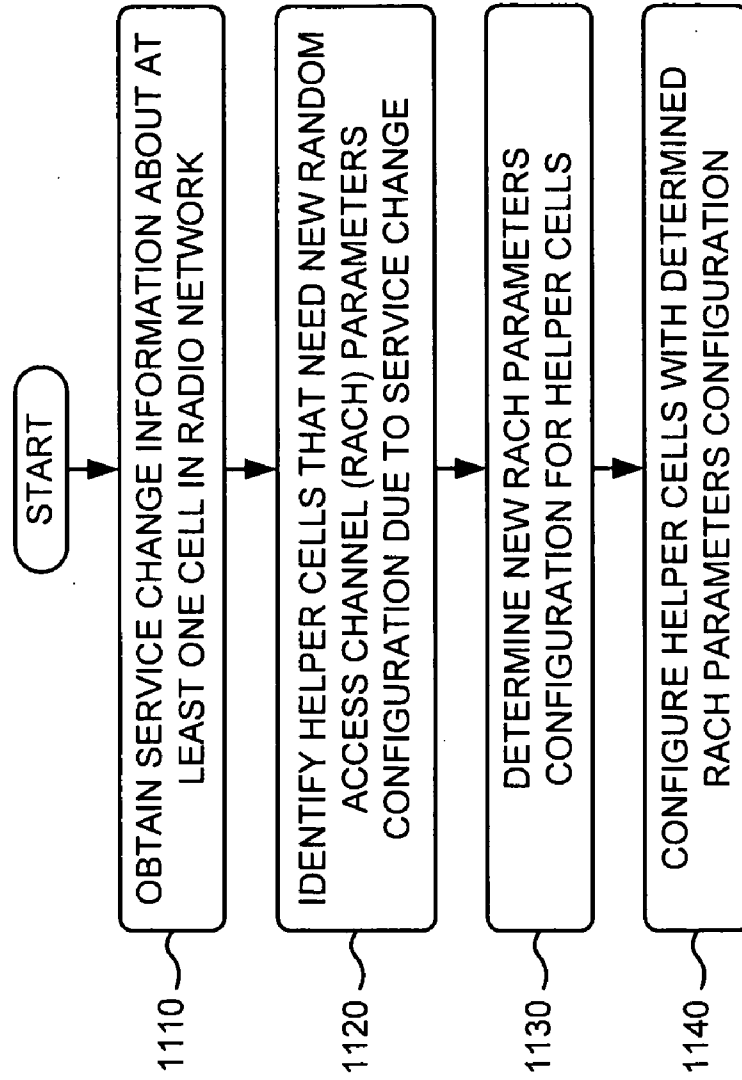 START
1110
OBTAIN SERVICE CHANGE INFORMATION ABOUT AT
LEAST ONE CELL IN RADIO NETWORK
1120
IDENTIFY HELPER CELLS THAT NEED NEW RANDOM
ACCESS CHANNEL (RACH) PARAMETERS
CONFIGURATION DUE TO SERVICE CHANGE
1130
DETERMINE NEW RACH PARAMETERS
CONFIGURATION FOR HELPER CELLS
1140
CONFIGURE HELPER CELLS WITH DETERMINED
RACH PARAMETERS CONFIGURATION